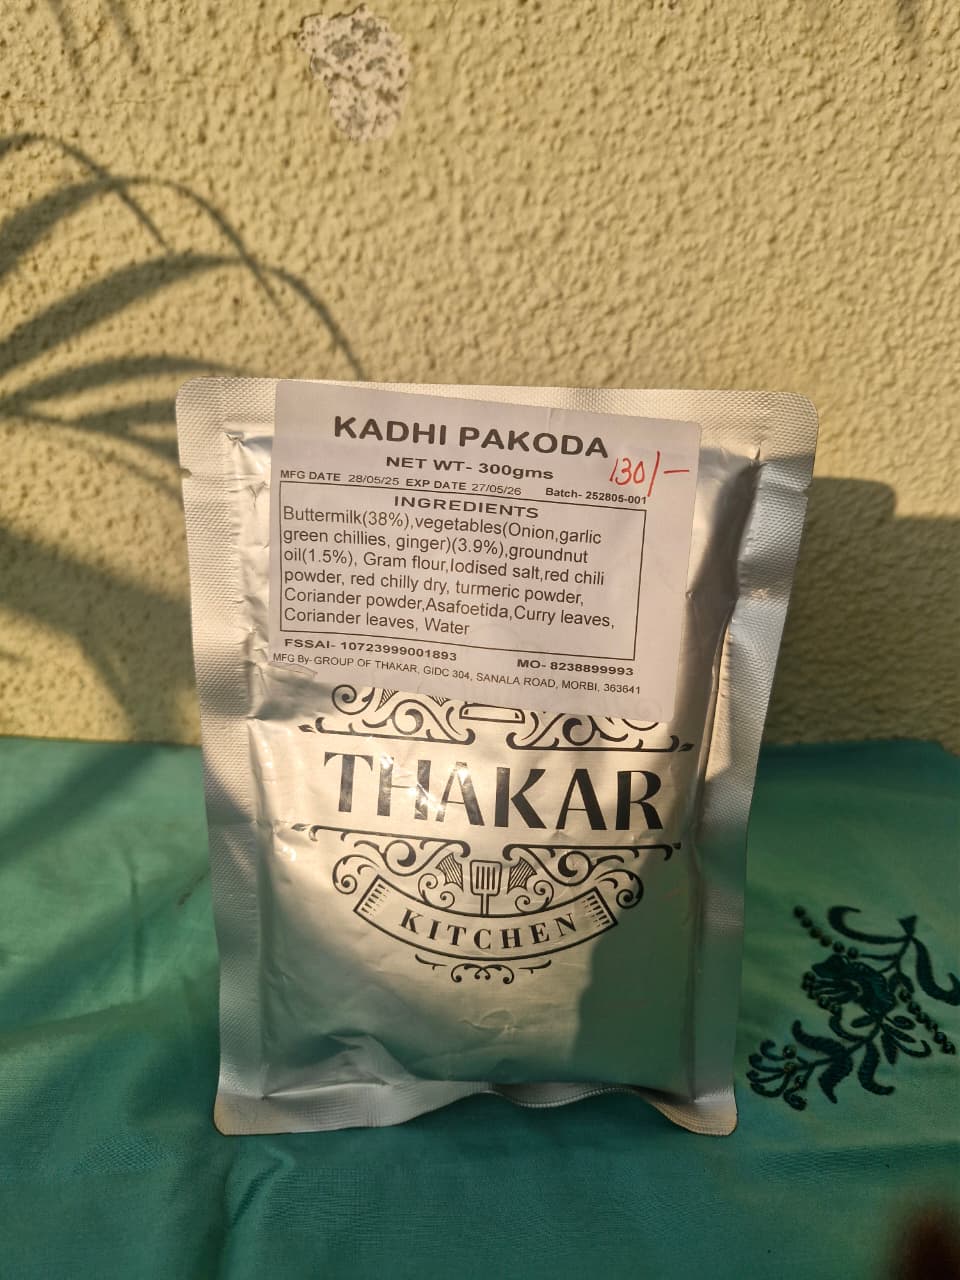 KADHI PAKODA
NET WT- 300gms
130/-
MFG DATE 28/05/25 EXP DATE 27/05/26 Batch- 252805-001
INGREDIENTS
Buttermilk(38%),vegetables(Onion,garlic
green chillies, ginger)(3.9%),groundnut
oil(1.5%), Gram flour,Iodised salt,red chili
powder, red chilly dry, turmeric powder,
Coriander powder,Asafoetida,Curry leaves,
Coriander leaves, Water
FSSAI- 10723999001893 MO- 8238899993
MFG By- GROUP OF THAKAR, GIDC 304, SANALA ROAD, MORBI, 363641
THAKAR
KITCHEN